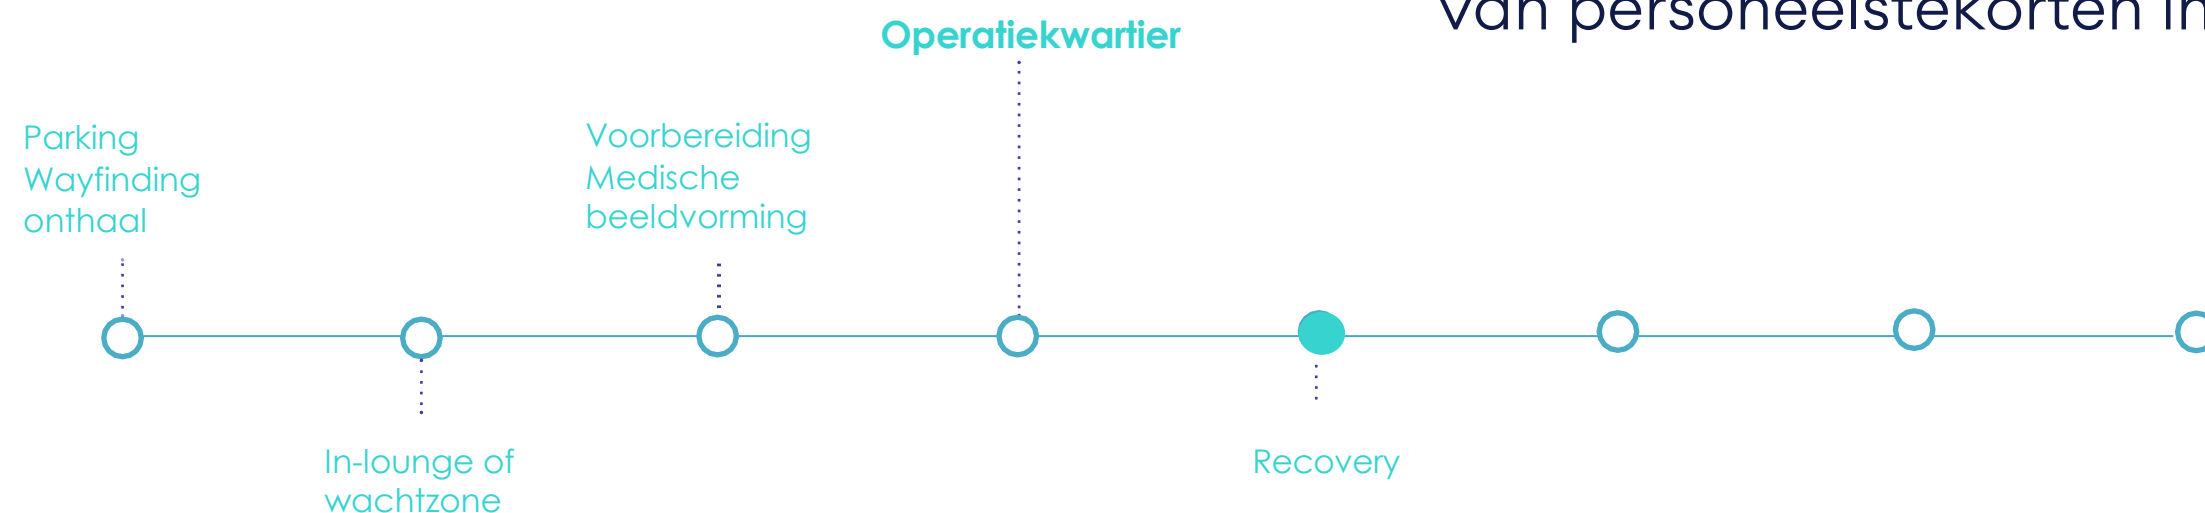 van personeelstekorten in
Operatiekwartier
Parking
Wayfinding
onthaal
Voorbereiding
Medische
beeldvorming
In-lounge of
wachtzone
Recovery